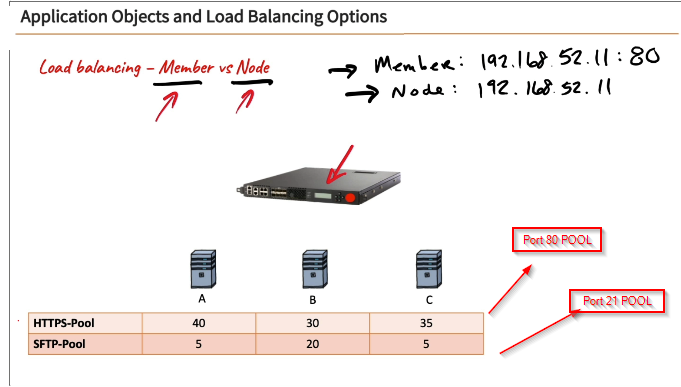 Application Objects and Load Balancing Options
Load balancing – Member vs Node
→ Member: 192.168.52.11:80
→ Node: 192.168.52.11
Port 80 POOL
Port 21 POOL
A B C
HTTPS-Pool 40 30 35
SFTP-Pool 5 20 5